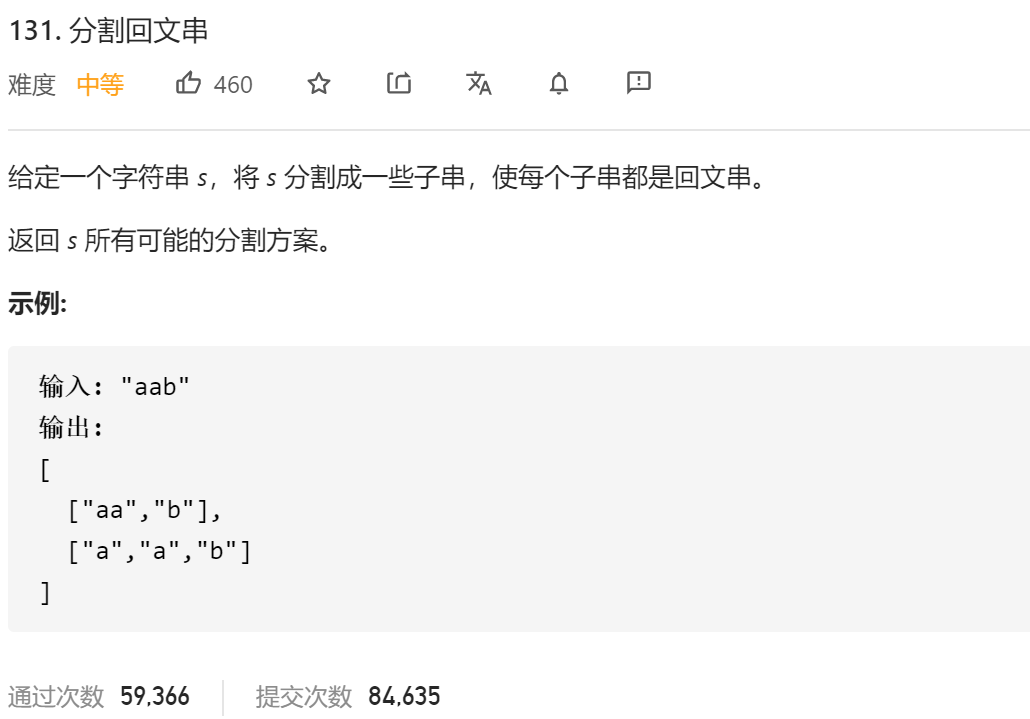 131. 分割回文串
难度 中等 460
给定一个字符串 s，将 s 分割成一些子串，使每个子串都是回文串。
返回 s 所有可能的分割方案。
示例:
输入: "aab"
输出:
[
  ["aa","b"],
  ["a","a","b"]
]
通过次数 59,366 提交次数 84,635